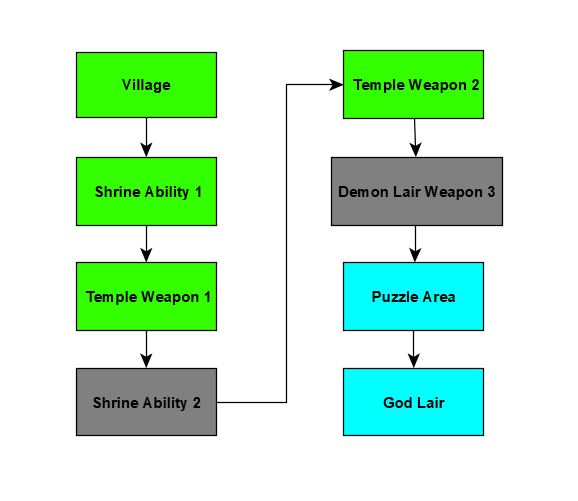 Village
Shrine Ability 1
Temple Weapon 1
Shrine Ability 2
Temple Weapon 2
Demon Lair Weapon 3
Puzzle Area
God Lair